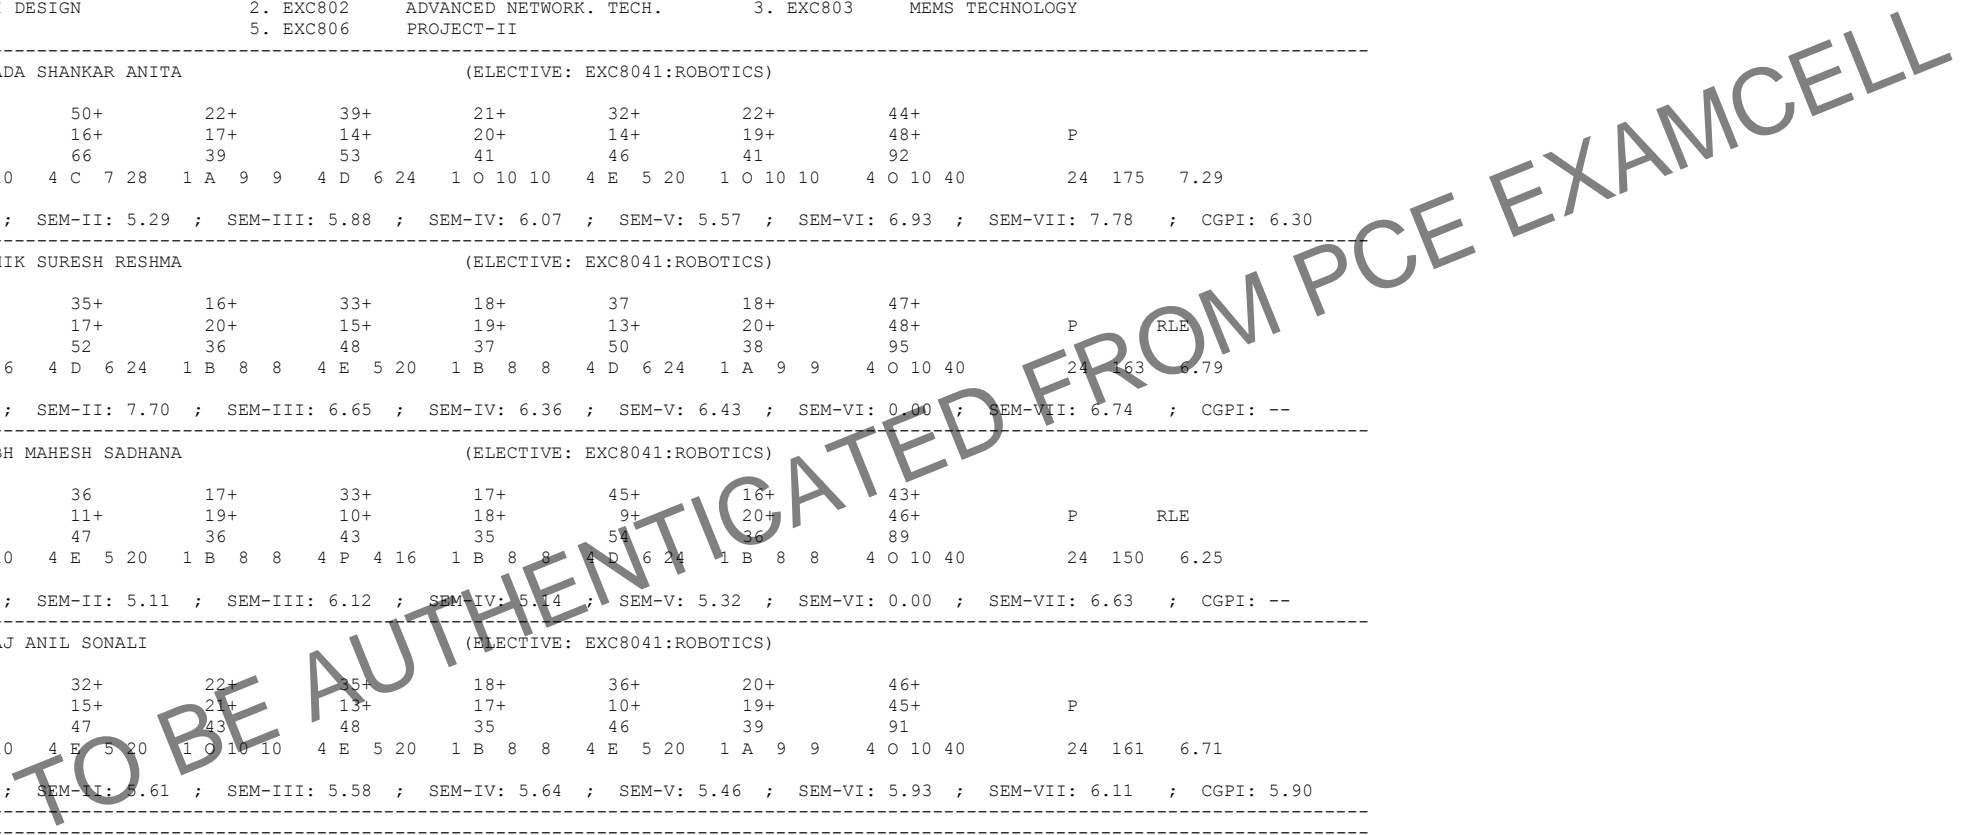 DESIGN 2. EXC802 ADVANCED NETWORK. TECH. 3. EXC803 MEMS TECHNOLOGY
5. EXC806 PROJECT-II
ADA SHANKAR ANITA (ELECTIVE: EXC8041:ROBOTICS)
50+ 22+ 39+ 21+ 32+ 22+ 44+
16+ 17+ 14+ 20+ 14+ 19+ 48+ P
66 39 53 41 46 41 92
0 4 C 7 28 1 A 9 9 4 D 6 24 1 O 10 10 4 E 5 20 1 O 10 10 4 O 10 40 24 175 7.29
; SEM-II: 5.29 ; SEM-III: 5.88 ; SEM-IV: 6.07 ; SEM-V: 5.57 ; SEM-VI: 6.93 ; SEM-VII: 7.78 ; CGPI: 6.30
HIK SURESH RESHMA (ELECTIVE: EXC8041:ROBOTICS)
35+ 16+ 33+ 18+ 37 18+ 47+
17+ 20+ 15+ 19+ 13+ 20+ 48+ P RLE
52 36 48 37 50 38 95
6 4 D 6 24 1 B 8 8 4 E 5 20 1 B 8 8 4 D 6 24 1 A 9 9 4 O 10 40 24 163 6.79
; SEM-II: 7.70 ; SEM-III: 6.65 ; SEM-IV: 6.36 ; SEM-V: 6.43 ; SEM-VI: 0.00 ; SEM-VII: 6.74 ; CGPI: --
BH MAHESH SADHANA (ELECTIVE: EXC8041:ROBOTICS)
36 17+ 33+ 17+ 45+ 16+ 43+
11+ 19+ 10+ 18+ 9+ 20+ 46+ P RLE
47 36 43 35 54 36 89
0 4 E 5 20 1 B 8 8 4 P 4 16 1 B 8 8 4 D 6 24 1 B 8 8 4 O 10 40 24 150 6.25
; SEM-II: 5.11 ; SEM-III: 6.12 ; SEM-IV: 5.14 ; SEM-V: 5.32 ; SEM-VI: 0.00 ; SEM-VII: 6.63 ; CGPI: --
AJ ANIL SONALI (ELECTIVE: EXC8041:ROBOTICS)
32+ 22+ 35+ 18+ 36+ 20+ 46+
15+ 21+ 13+ 17+ 10+ 19+ 45+ P
47 43 48 35 46 39 91
0 4 E 5 20 1 O 10 10 4 E 5 20 1 B 8 8 4 E 5 20 1 A 9 9 4 O 10 40 24 161 6.71
; SEM-II: 5.61 ; SEM-III: 5.58 ; SEM-IV: 5.64 ; SEM-V: 5.46 ; SEM-VI: 5.93 ; SEM-VII: 6.11 ; CGPI: 5.90
TO BE AUTHENTICATED FROM PCE EXAMCELL